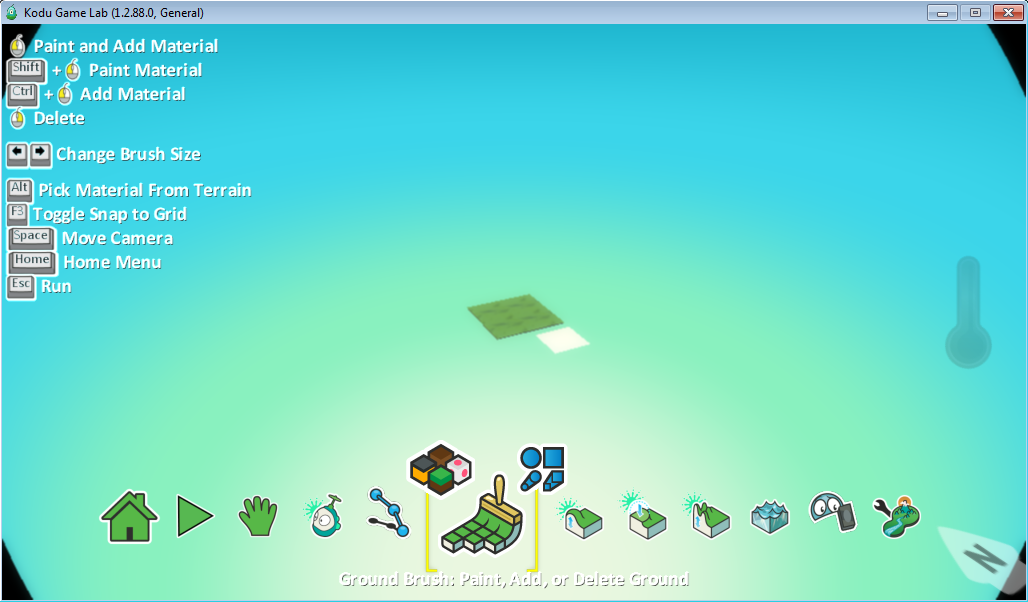 Kodu Game Lab (1.2.88.0, General)
Paint and Add Material
Shift + Paint Material
Ctrl + Add Material
Delete
Change Brush Size
Alt Pick Material From Terrain
F3 Toggle Snap to Grid
Space Move Camera
Home Home Menu
Esc Run
N
Ground Brush: Paint, Add, or Delete Ground